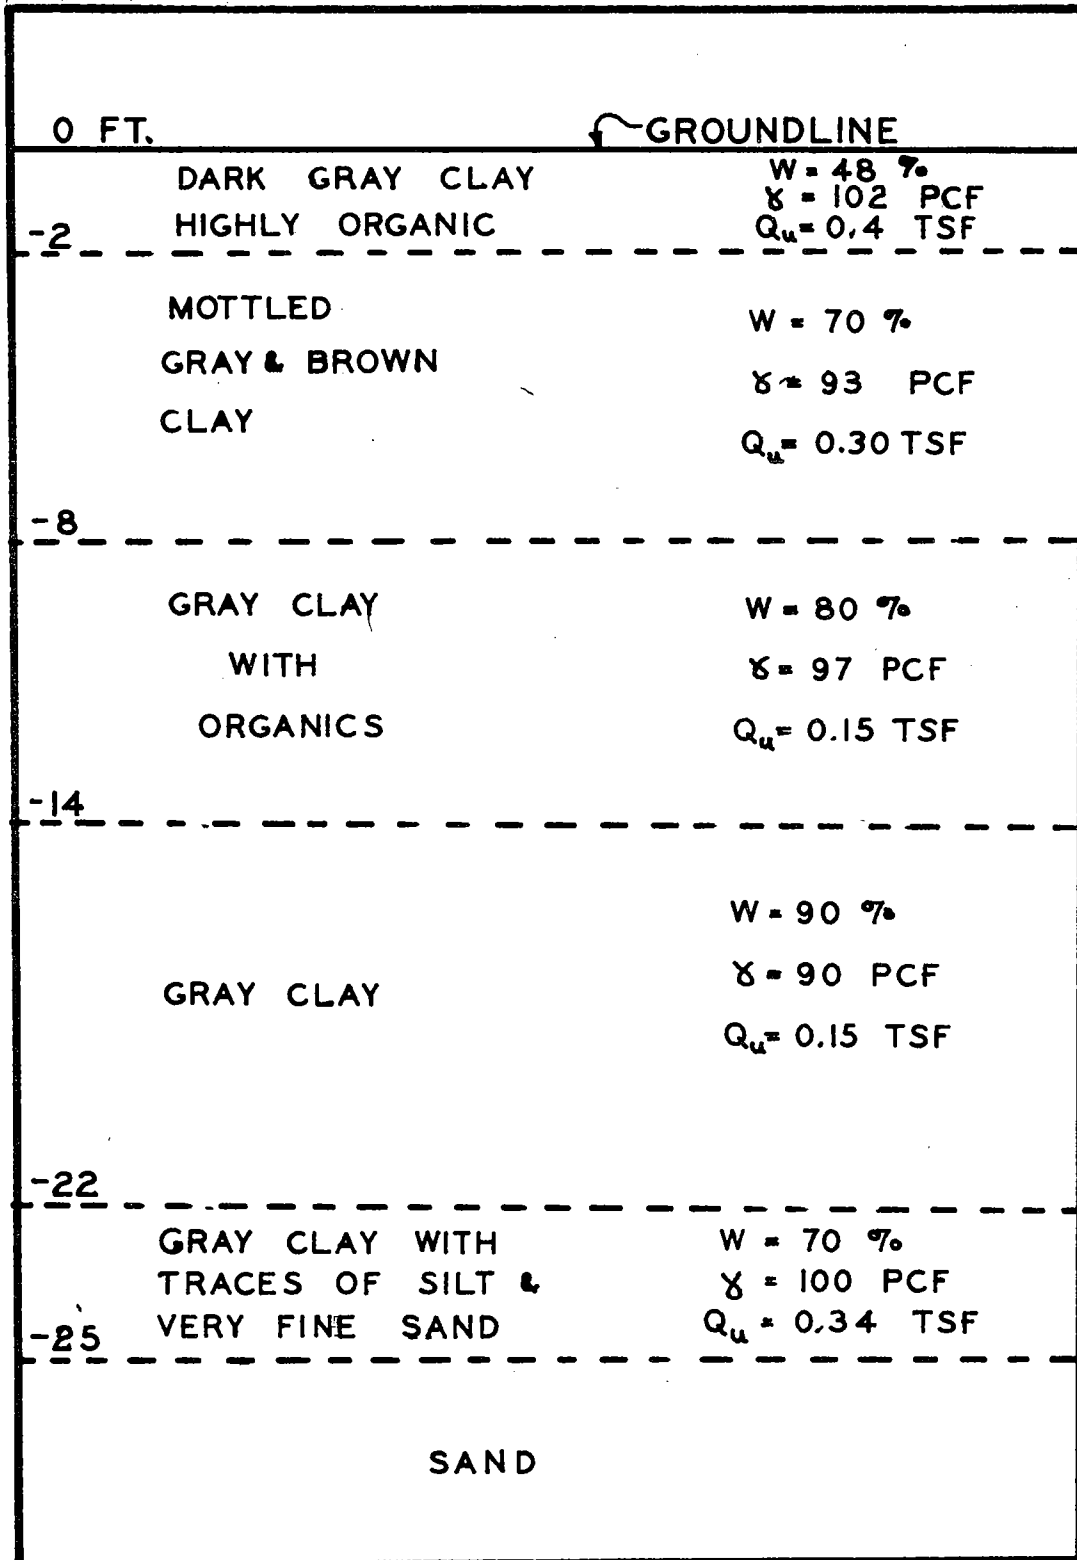 0 FT. GROUNDLINE
DARK GRAY CLAY
HIGHLY ORGANIC
W = 48 %
ɣ = 102 PCF
Qu = 0.4 TSF
-2
MOTTLED
GRAY & BROWN
CLAY
W = 70 %
ɣ = 93 PCF
Qu = 0.30 TSF
-8
GRAY CLAY
WITH
ORGANICS
W = 80 %
ɣ = 97 PCF
Qu = 0.15 TSF
-14
GRAY CLAY
W = 90 %
ɣ = 90 PCF
Qu = 0.15 TSF
-22
GRAY CLAY WITH
TRACES OF SILT &
VERY FINE SAND
W = 70 %
ɣ = 100 PCF
Qu = 0.34 TSF
-25
SAND